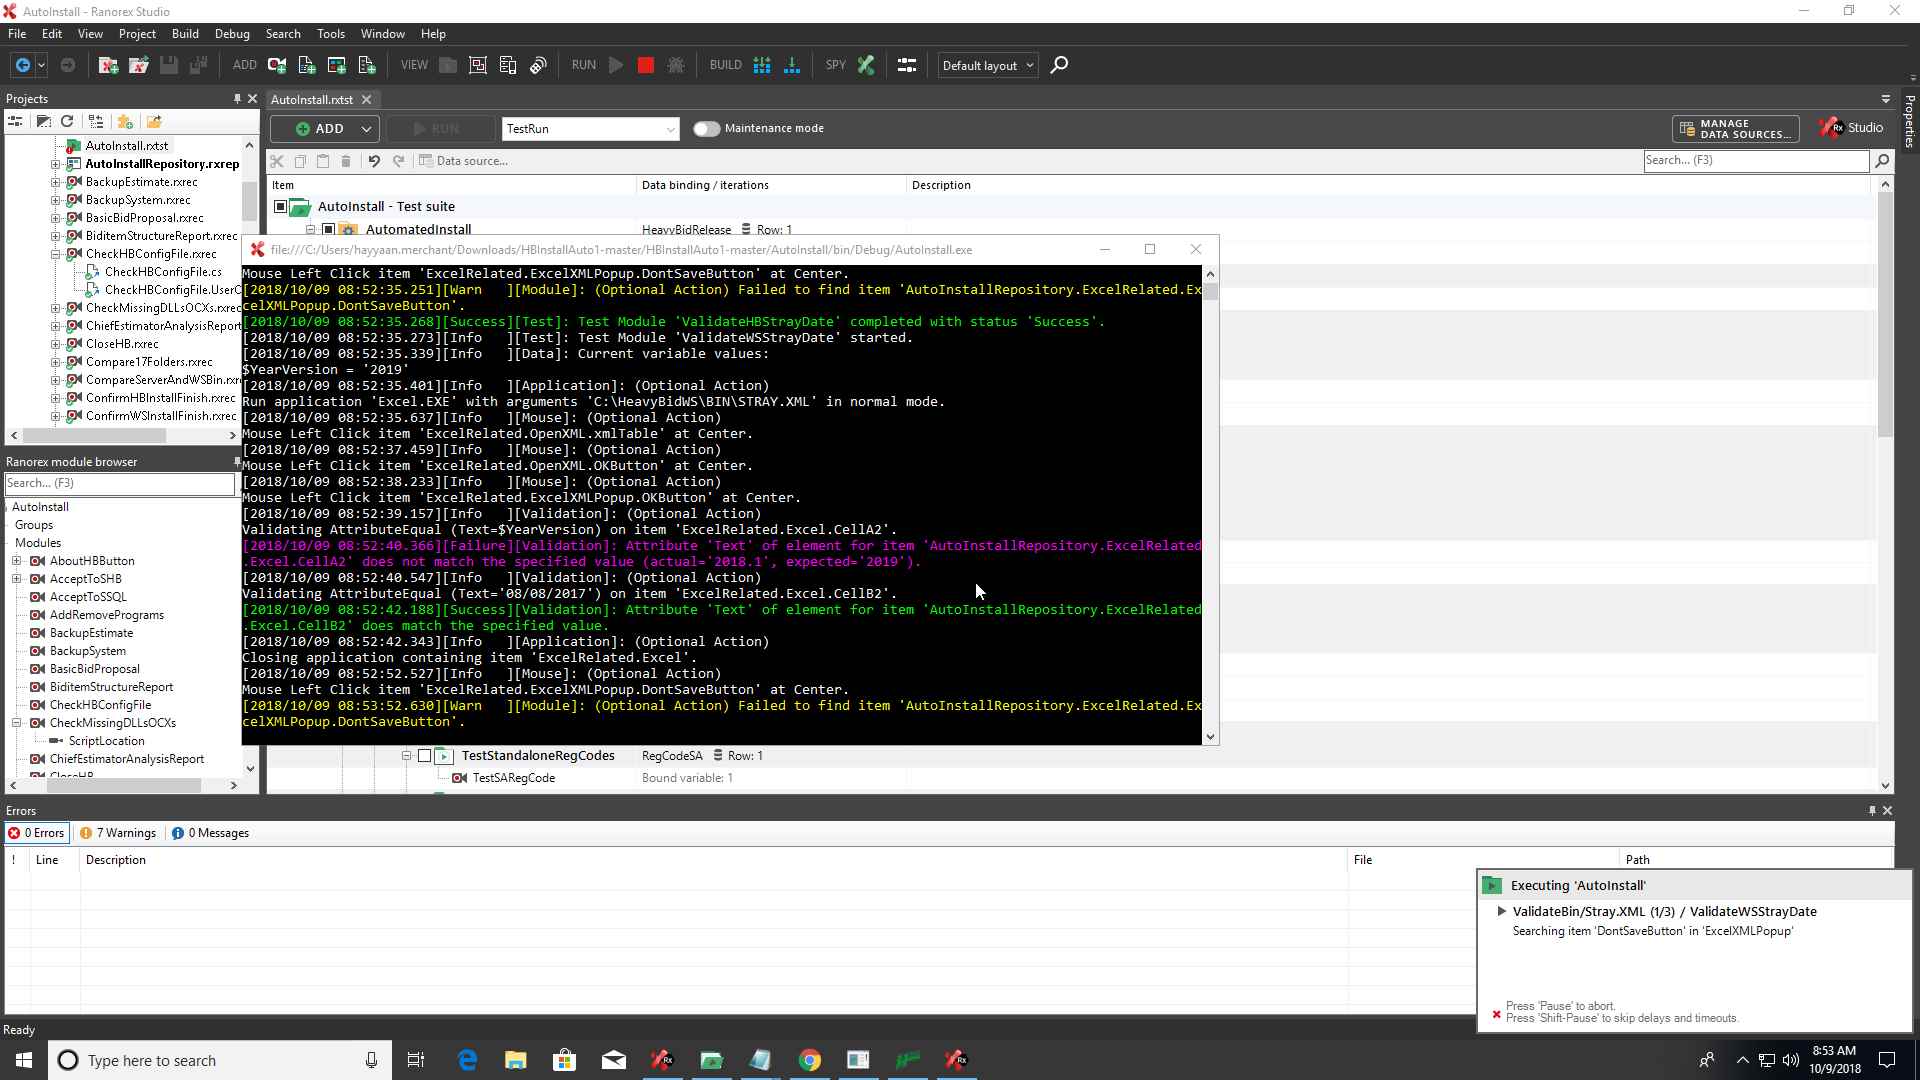 AutoInstall - Ranorex Studio
File Edit View Project Build Debug Search Tools Window Help
ADD VIEW RUN BUILD SPY Default layout
Projects
AutoInstall.rxtst
AutoInstallRepository.rxrep
BackupEstimate.rxrec
BackupSystem.rxrec
BasicBidProposal.rxrec
BiditemStructureReport.rxrec
CheckHBConfigFile.rxrec
CheckHBConfigFile.cs
CheckHBConfigFile.UserC
CheckMissingDLLsOCXs.rxrec
ChiefEstimatorAnalysisReport
CloseHB.rxrec
Compare17Folders.rxrec
CompareServerAndWSBin.rxre
ConfirmHBInstallFinish.rxrec
ConfirmWSInstallFinish.rxrec
Ranorex module browser
Search... (F3)
AutoInstall
Groups
Modules
AboutHBButton
AcceptToSHB
AcceptToSSQL
AddRemovePrograms
BackupEstimate
BackupSystem
BasicBidProposal
BiditemStructureReport
CheckHBConfigFile
CheckMissingDLLsOCXs
ScriptLocation
ChiefEstimatorAnalysisReport
CloseHB
AutoInstall.rxtst
ADD RUN TestRun Maintenance mode MANAGE DATA SOURCES... Rx Studio
Data source... Search... (F3)
Item Data binding / iterations Description
AutoInstall - Test suite
AutomatedInstall HeavyBidRelease Row: 1
file:///C:/Users/hayyaan.merchant/Downloads/HBInstallAuto1-master/HBInstallAuto1-master/AutoInstall/bin/Debug/AutoInstall.exe
Mouse Left Click item 'ExcelRelated.ExcelXMLPopup.DontSaveButton' at Center.
[2018/10/09 08:52:35.251][Warn   ][Module]: (Optional Action) Failed to find item 'AutoInstallRepository.ExcelRelated.Ex
celXMLPopup.DontSaveButton'.
[2018/10/09 08:52:35.268][Success][Test]: Test Module 'ValidateHBStrayDate' completed with status 'Success'.
[2018/10/09 08:52:35.273][Info   ][Test]: Test Module 'ValidateWSStrayDate' started.
[2018/10/09 08:52:35.339][Info   ][Data]: Current variable values:
$YearVersion = '2019'
[2018/10/09 08:52:35.401][Info   ][Application]: (Optional Action)
Run application 'Excel.EXE' with arguments 'C:\HeavyBidWS\BIN\STRAY.XML' in normal mode.
[2018/10/09 08:52:35.637][Info   ][Mouse]: (Optional Action)
Mouse Left Click item 'ExcelRelated.OpenXML.xmlTable' at Center.
[2018/10/09 08:52:37.459][Info   ][Mouse]: (Optional Action)
Mouse Left Click item 'ExcelRelated.OpenXML.OKButton' at Center.
[2018/10/09 08:52:38.233][Info   ][Mouse]: (Optional Action)
Mouse Left Click item 'ExcelRelated.ExcelXMLPopup.OKButton' at Center.
[2018/10/09 08:52:39.157][Info   ][Validation]: (Optional Action)
Validating AttributeEqual (Text=$YearVersion) on item 'ExcelRelated.Excel.CellA2'.
[2018/10/09 08:52:40.366][Failure][Validation]: Attribute 'Text' of element for item 'AutoInstallRepository.ExcelRelated
.Excel.CellA2' does not match the specified value (actual='2018.1', expected='2019').
[2018/10/09 08:52:40.547][Info   ][Validation]: (Optional Action)
Validating AttributeEqual (Text='08/08/2017') on item 'ExcelRelated.Excel.CellB2'.
[2018/10/09 08:52:42.188][Success][Validation]: Attribute 'Text' of element for item 'AutoInstallRepository.ExcelRelated
.Excel.CellB2' does match the specified value.
[2018/10/09 08:52:42.343][Info   ][Application]: (Optional Action)
Closing application containing item 'ExcelRelated.Excel'.
[2018/10/09 08:52:52.527][Info   ][Mouse]: (Optional Action)
Mouse Left Click item 'ExcelRelated.ExcelXMLPopup.DontSaveButton' at Center.
[2018/10/09 08:53:52.630][Warn   ][Module]: (Optional Action) Failed to find item 'AutoInstallRepository.ExcelRelated.Ex
celXMLPopup.DontSaveButton'.
TestStandaloneRegCodes RegCodeSA Row: 1
TestSARegCode Bound variable: 1
Properties
Errors
0 Errors 7 Warnings 0 Messages
! Line Description File Path
Executing 'AutoInstall'
ValidateBin/Stray.XML (1/3) / ValidateWSStrayDate
Searching item 'DontSaveButton' in 'ExcelXMLPopup'
Press 'Pause' to abort.
Press 'Shift-Pause' to skip delays and timeouts.
Ready
Type here to search
8:53 AM
10/9/2018